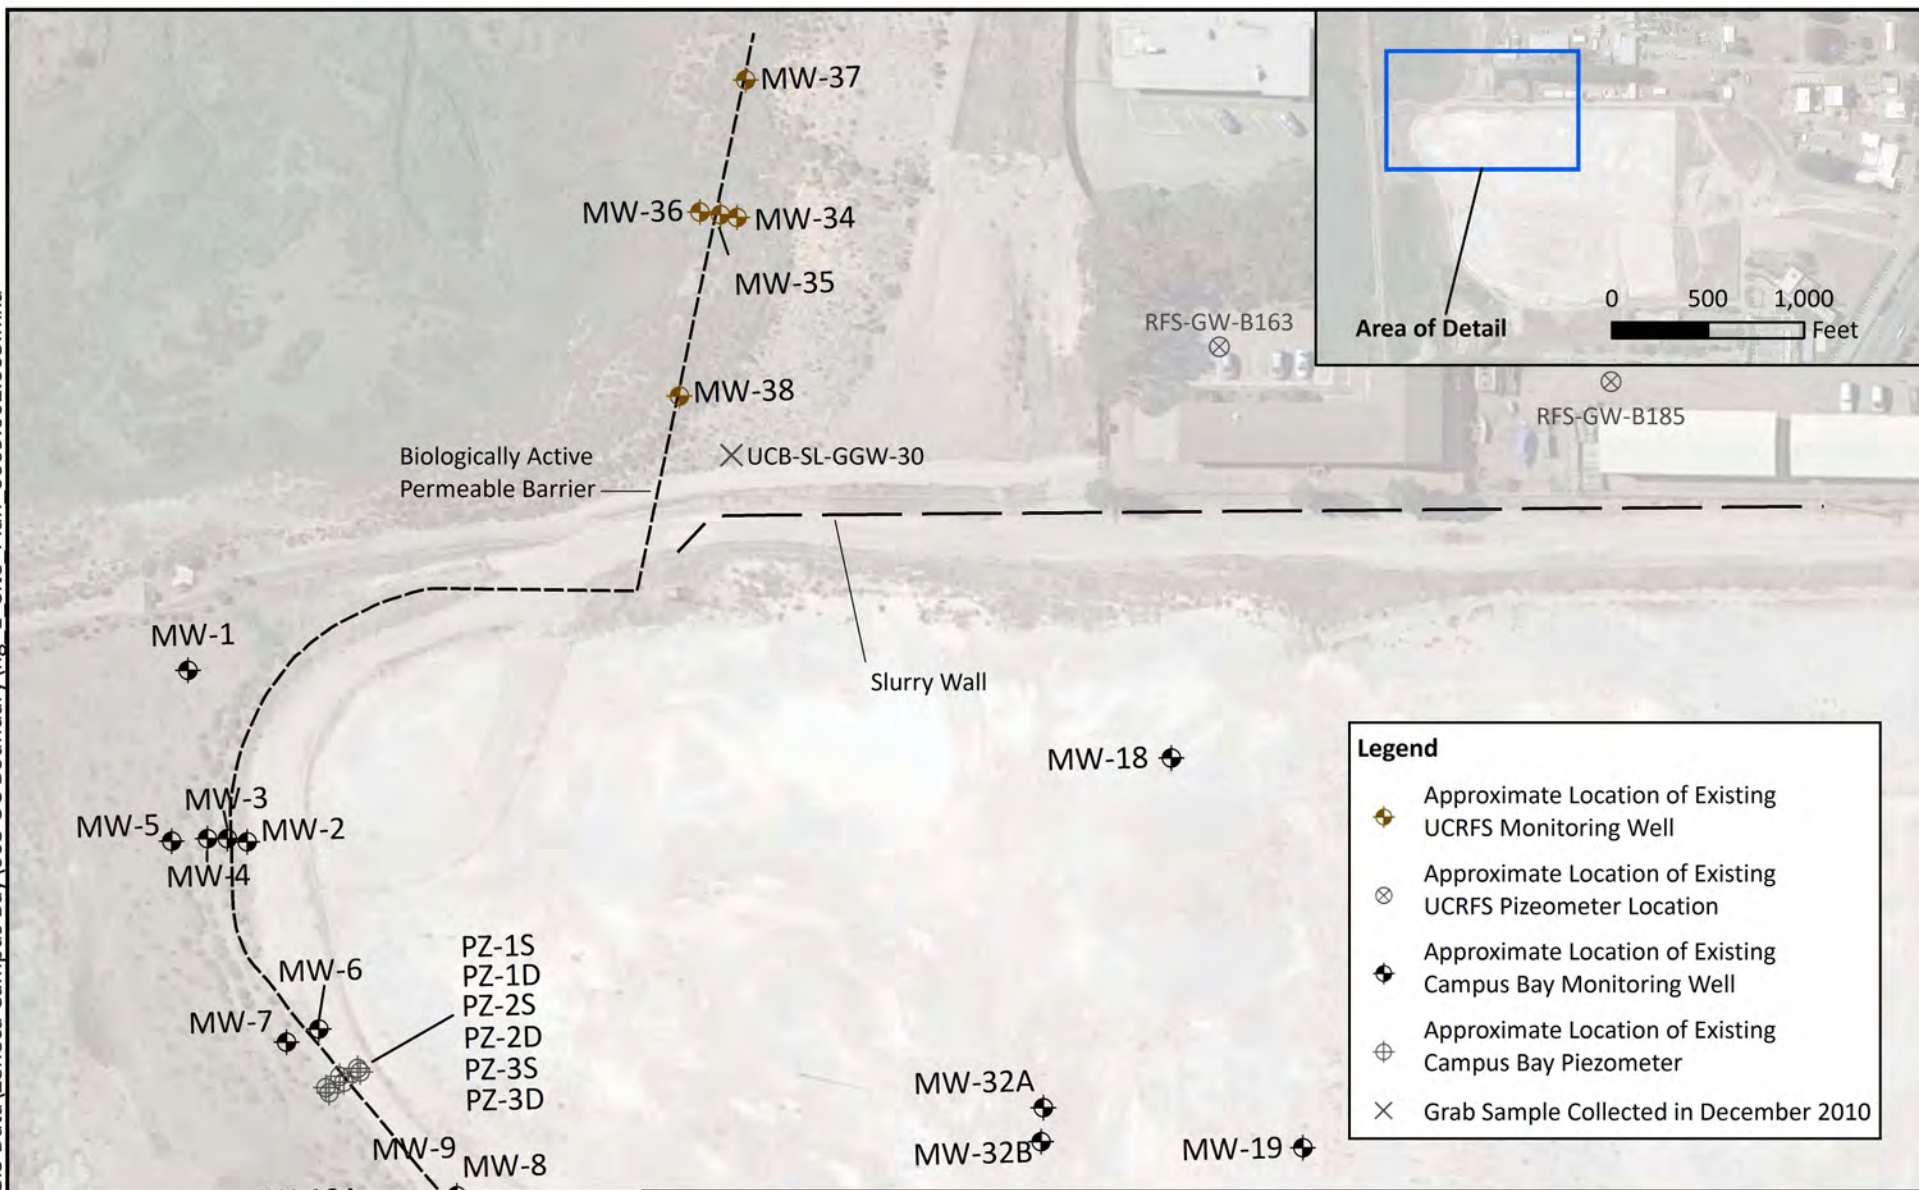 MW-37
MW-36
MW-34
MW-35
0 500 1,000
Feet
Area of Detail
RFS-GW-B163
RFS-GW-B185
MW-38
Biologically Active
Permeable Barrier
UCB-SL-GGW-30
Slurry Wall
MW-1
MW-18
MW-3
MW-5
MW-2
MW-4
MW-6
MW-7
PZ-1S
PZ-1D
PZ-2S
PZ-2D
PZ-3S
PZ-3D
MW-9
MW-8
MW-32A
MW-32B
MW-19
Legend
Approximate Location of Existing
UCRFS Monitoring Well
Approximate Location of Existing
UCRFS Pizeometer Location
Approximate Location of Existing
Campus Bay Monitoring Well
Approximate Location of Existing
Campus Bay Piezometer
Grab Sample Collected in December 2010